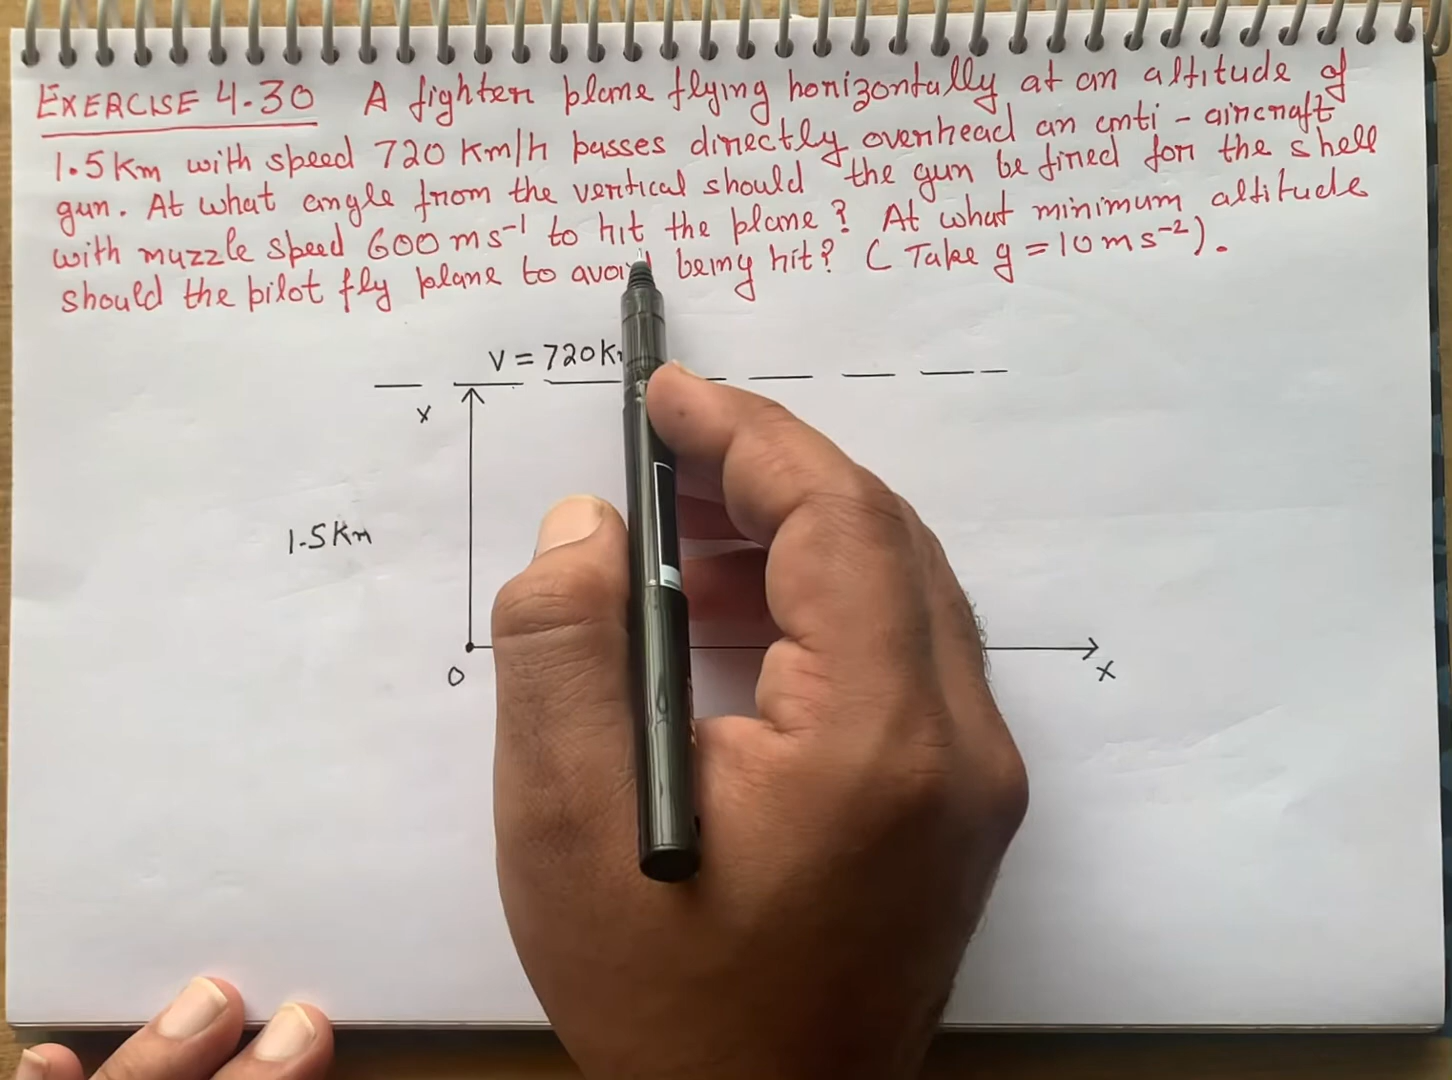 EXERCISE 4.30 A fighter plane flying horizontally at an altitude of
1.5 Km with speed 720 Km/h passes directly overhead an anti-aircraft
gun. At what angle from the vertical should the gun be fired for the shell
with muzzle speed 600 ms⁻¹ to hit the plane? At what minimum altitude
should the pilot fly plane to being hit? ( Take g = 10 ms⁻²).
V = 720
x
1.5 Km
O
X